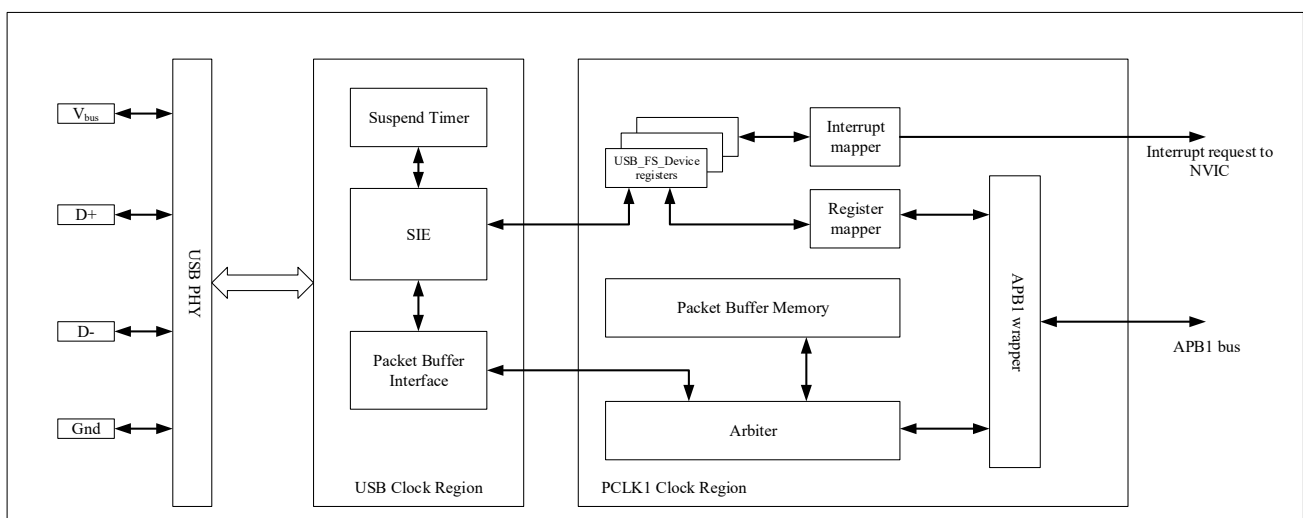 Vbus
D+
D-
Gnd
USB PHY
Suspend Timer
SIE
Packet Buffer
Interface
USB Clock Region
USB_FS_Device
registers
Interrupt
mapper
Register
mapper
Packet Buffer Memory
Arbiter
APB1 wrapper
PCLK1 Clock Region
Interrupt request to
NVIC
APB1 bus